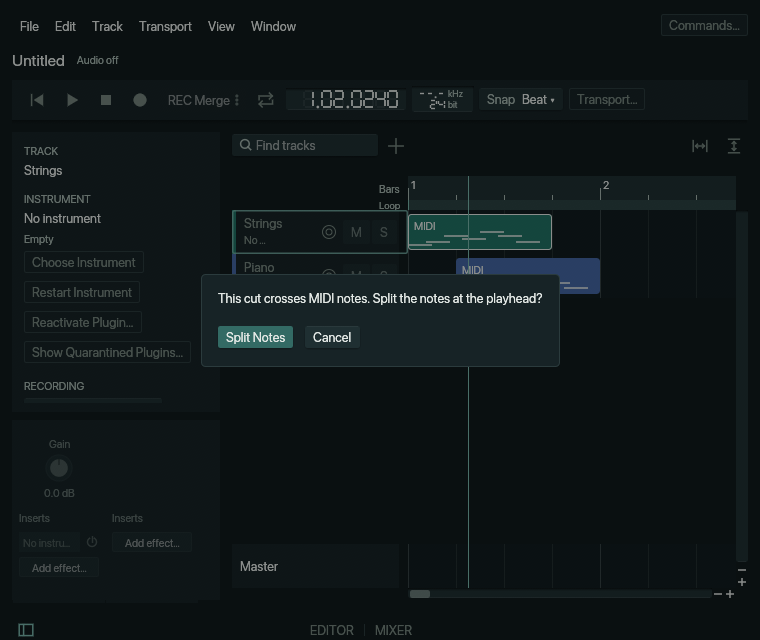 File Edit Track Transport View Window Commands...
Untitled Audio off
REC Merge 1.02.0240 --.- kHz Snap Beat Transport...
24 bit
TRACK
Strings
INSTRUMENT
No instrument
Empty
Choose Instrument
Restart Instrument
Reactivate Plugin...
Show Quarantined Plugins...
RECORDING
Gain
0.0 dB
Inserts Inserts
No instru... Add effect...
Add effect...
Find tracks
Bars 1 2
Loop
Strings M S MIDI
No ...
Piano M S MIDI
This cut crosses MIDI notes. Split the notes at the playhead?
Split Notes Cancel
Master
EDITOR MIXER